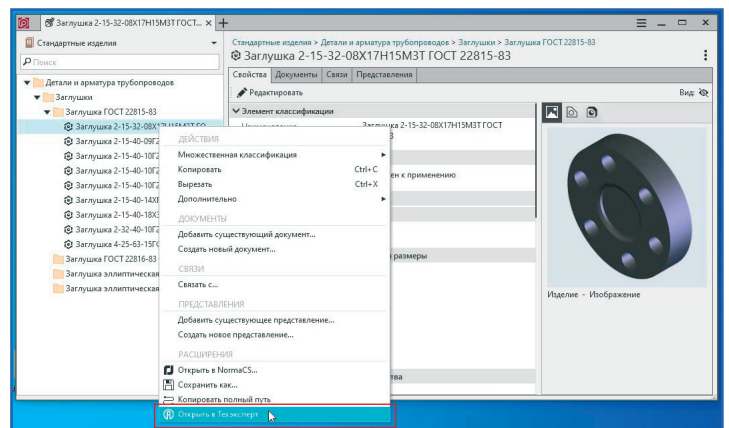 Заглушка 2-15-32-08Х17Н15М3Т ГОСТ...
Стандартные изделия
Поиск
Детали и арматура трубопроводов
Заглушки
Заглушка ГОСТ 22815-83
Заглушка 2-15-32-08Х17Н15М3Т ГО
Заглушка 2-15-40-09Г2
Заглушка 2-15-40-10Г2
Заглушка 2-15-40-10Г2
Заглушка 2-15-40-10Г2
Заглушка 2-15-40-14ХГ
Заглушка 2-15-40-18Х3
Заглушка 2-32-40-10Г2
Заглушка 4-25-63-15ГС
Заглушка ГОСТ 22816-83
Заглушка эллиптическая
Заглушка эллиптическая
Стандартные изделия > Детали и арматура трубопроводов > Заглушки > Заглушка ГОСТ 22815-83
Заглушка 2-15-32-08Х17Н15М3Т ГОСТ 22815-83
Свойства Документы Связи Представления
Редактировать
Вид:
Элемент классификации
Заглушка 2-15-32-08Х17Н15М3Т ГОСТ
ен к применению
размеры
тва
Изделие - Изображение
ДЕЙСТВИЯ
Множественная классификация
Копировать Ctrl+C
Вырезать Ctrl+X
Дополнительно
ДОКУМЕНТЫ
Добавить существующий документ...
Создать новый документ...
СВЯЗИ
Связать с...
ПРЕДСТАВЛЕНИЯ
Добавить существующее представление...
Создать новое представление...
РАСШИРЕНИЯ
Открыть в NormaCS...
Сохранить как...
Копировать полный путь
Открыть в Техэксперт